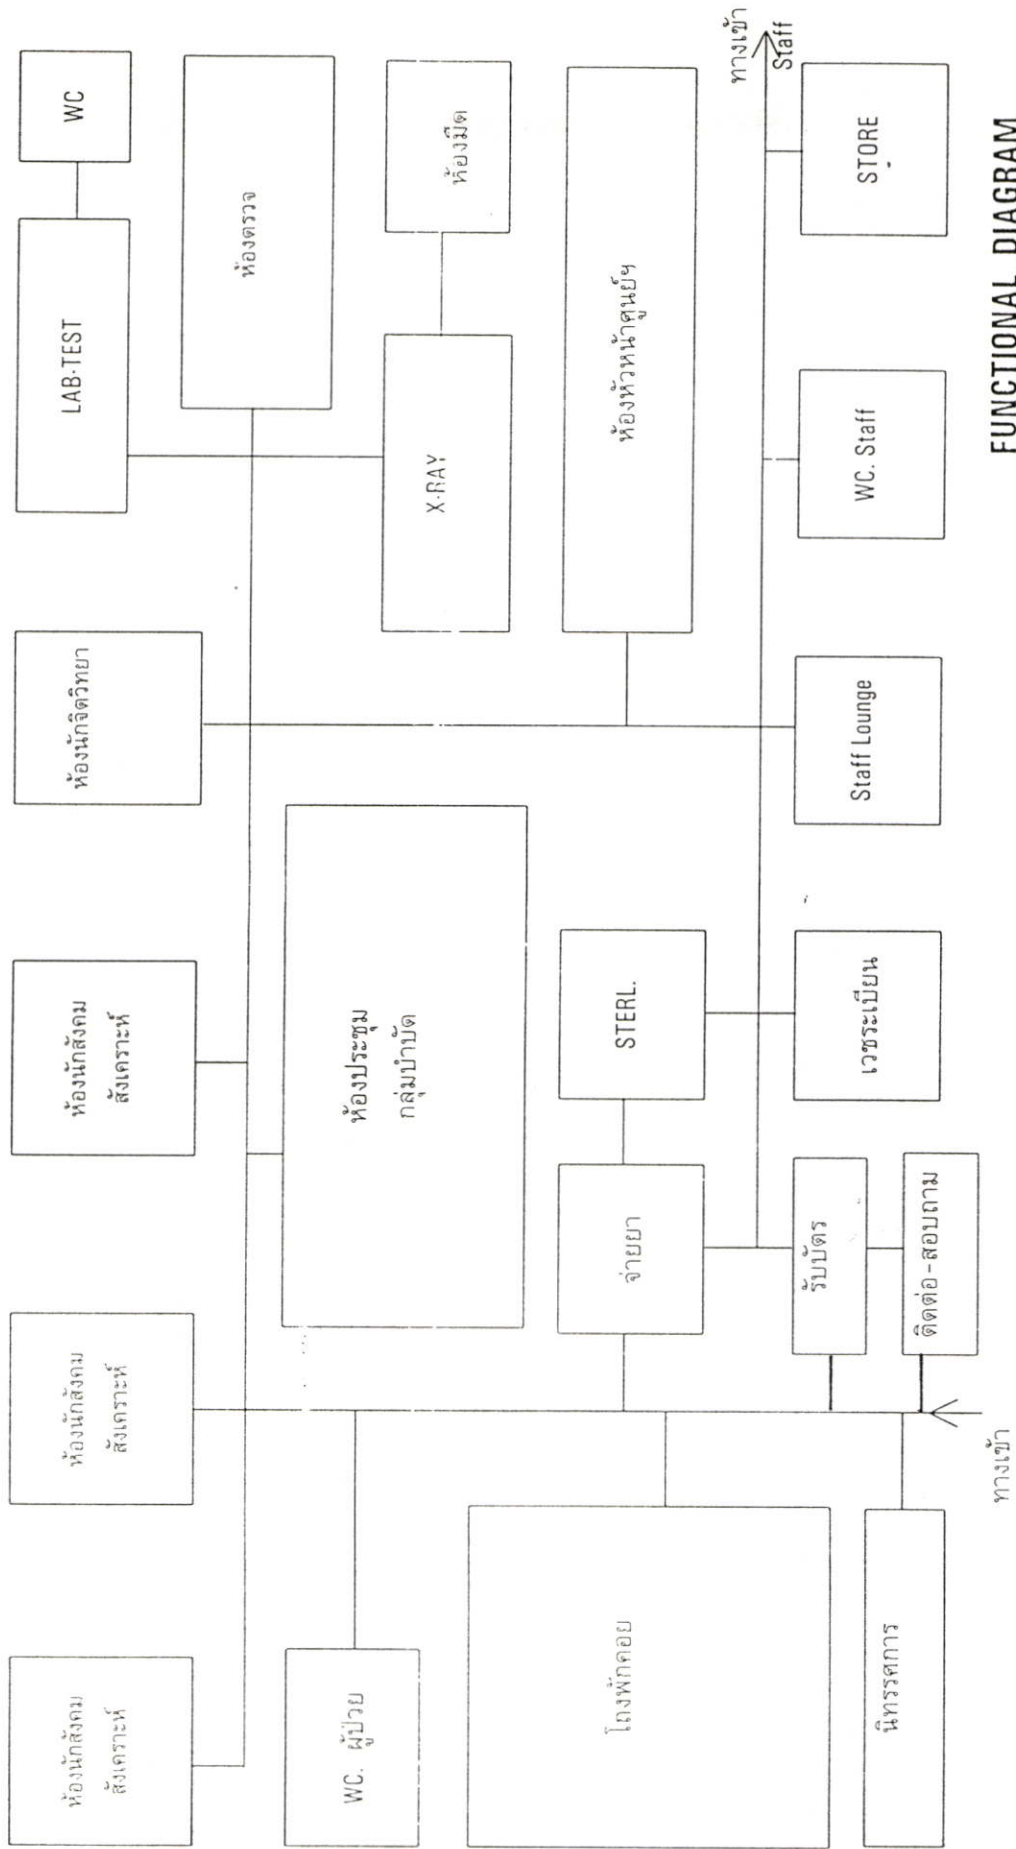 ห้องนักสังคม
สังเคราะห์
ห้องนักสังคม
สังเคราะห์
ห้องนักสังคม
สังเคราะห์
ห้องนักจิตวิทยา
LAB-TEST
WC
ห้องตรวจ
WC. ผู้ป่วย
ห้องประชุม
กลุ่มบำบัด
X-RAY
ห้องมืด
โถงพักคอย
จ่ายยา
STERL.
ห้องหัวหน้าศูนย์ฯ
ทางเข้า
Staff
นิทรรศการ
รับบัตร
ติดต่อ-สอบถาม
เวชระเบียน
Staff Lounge
WC. Staff
STORE
ทางเข้า
FUNCTIONAL DIAGRAM